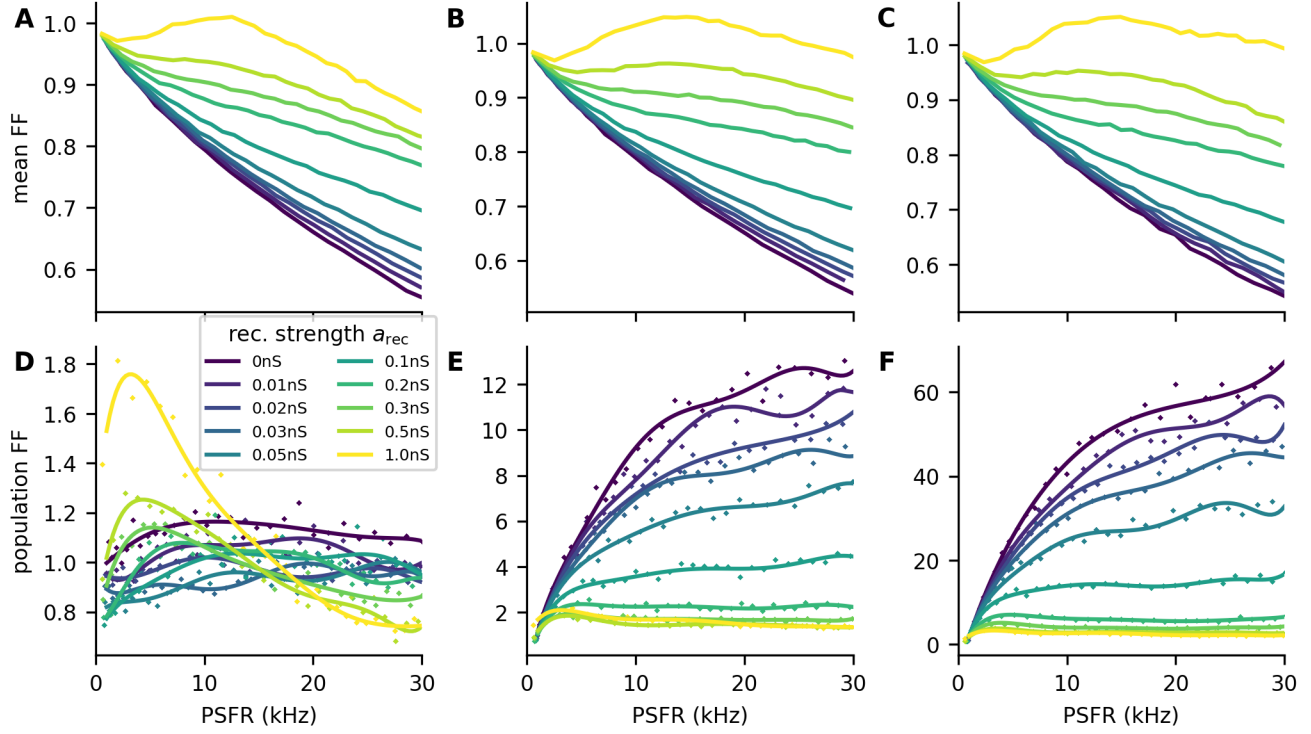 A
B
C
mean FF
1.0
0.9
0.8
0.7
0.6
1.0
0.9
0.8
0.7
0.6
1.0
0.9
0.8
0.7
0.6
D
E
F
population FF
1.8
1.6
1.4
1.2
1.0
0.8
rec. strength a_rec
0nS
0.01nS
0.02nS
0.03nS
0.05nS
0.1nS
0.2nS
0.3nS
0.5nS
1.0nS
12
10
8
6
4
2
60
40
20
0
0 10 20 30
0 10 20 30
0 10 20 30
PSFR (kHz)
PSFR (kHz)
PSFR (kHz)